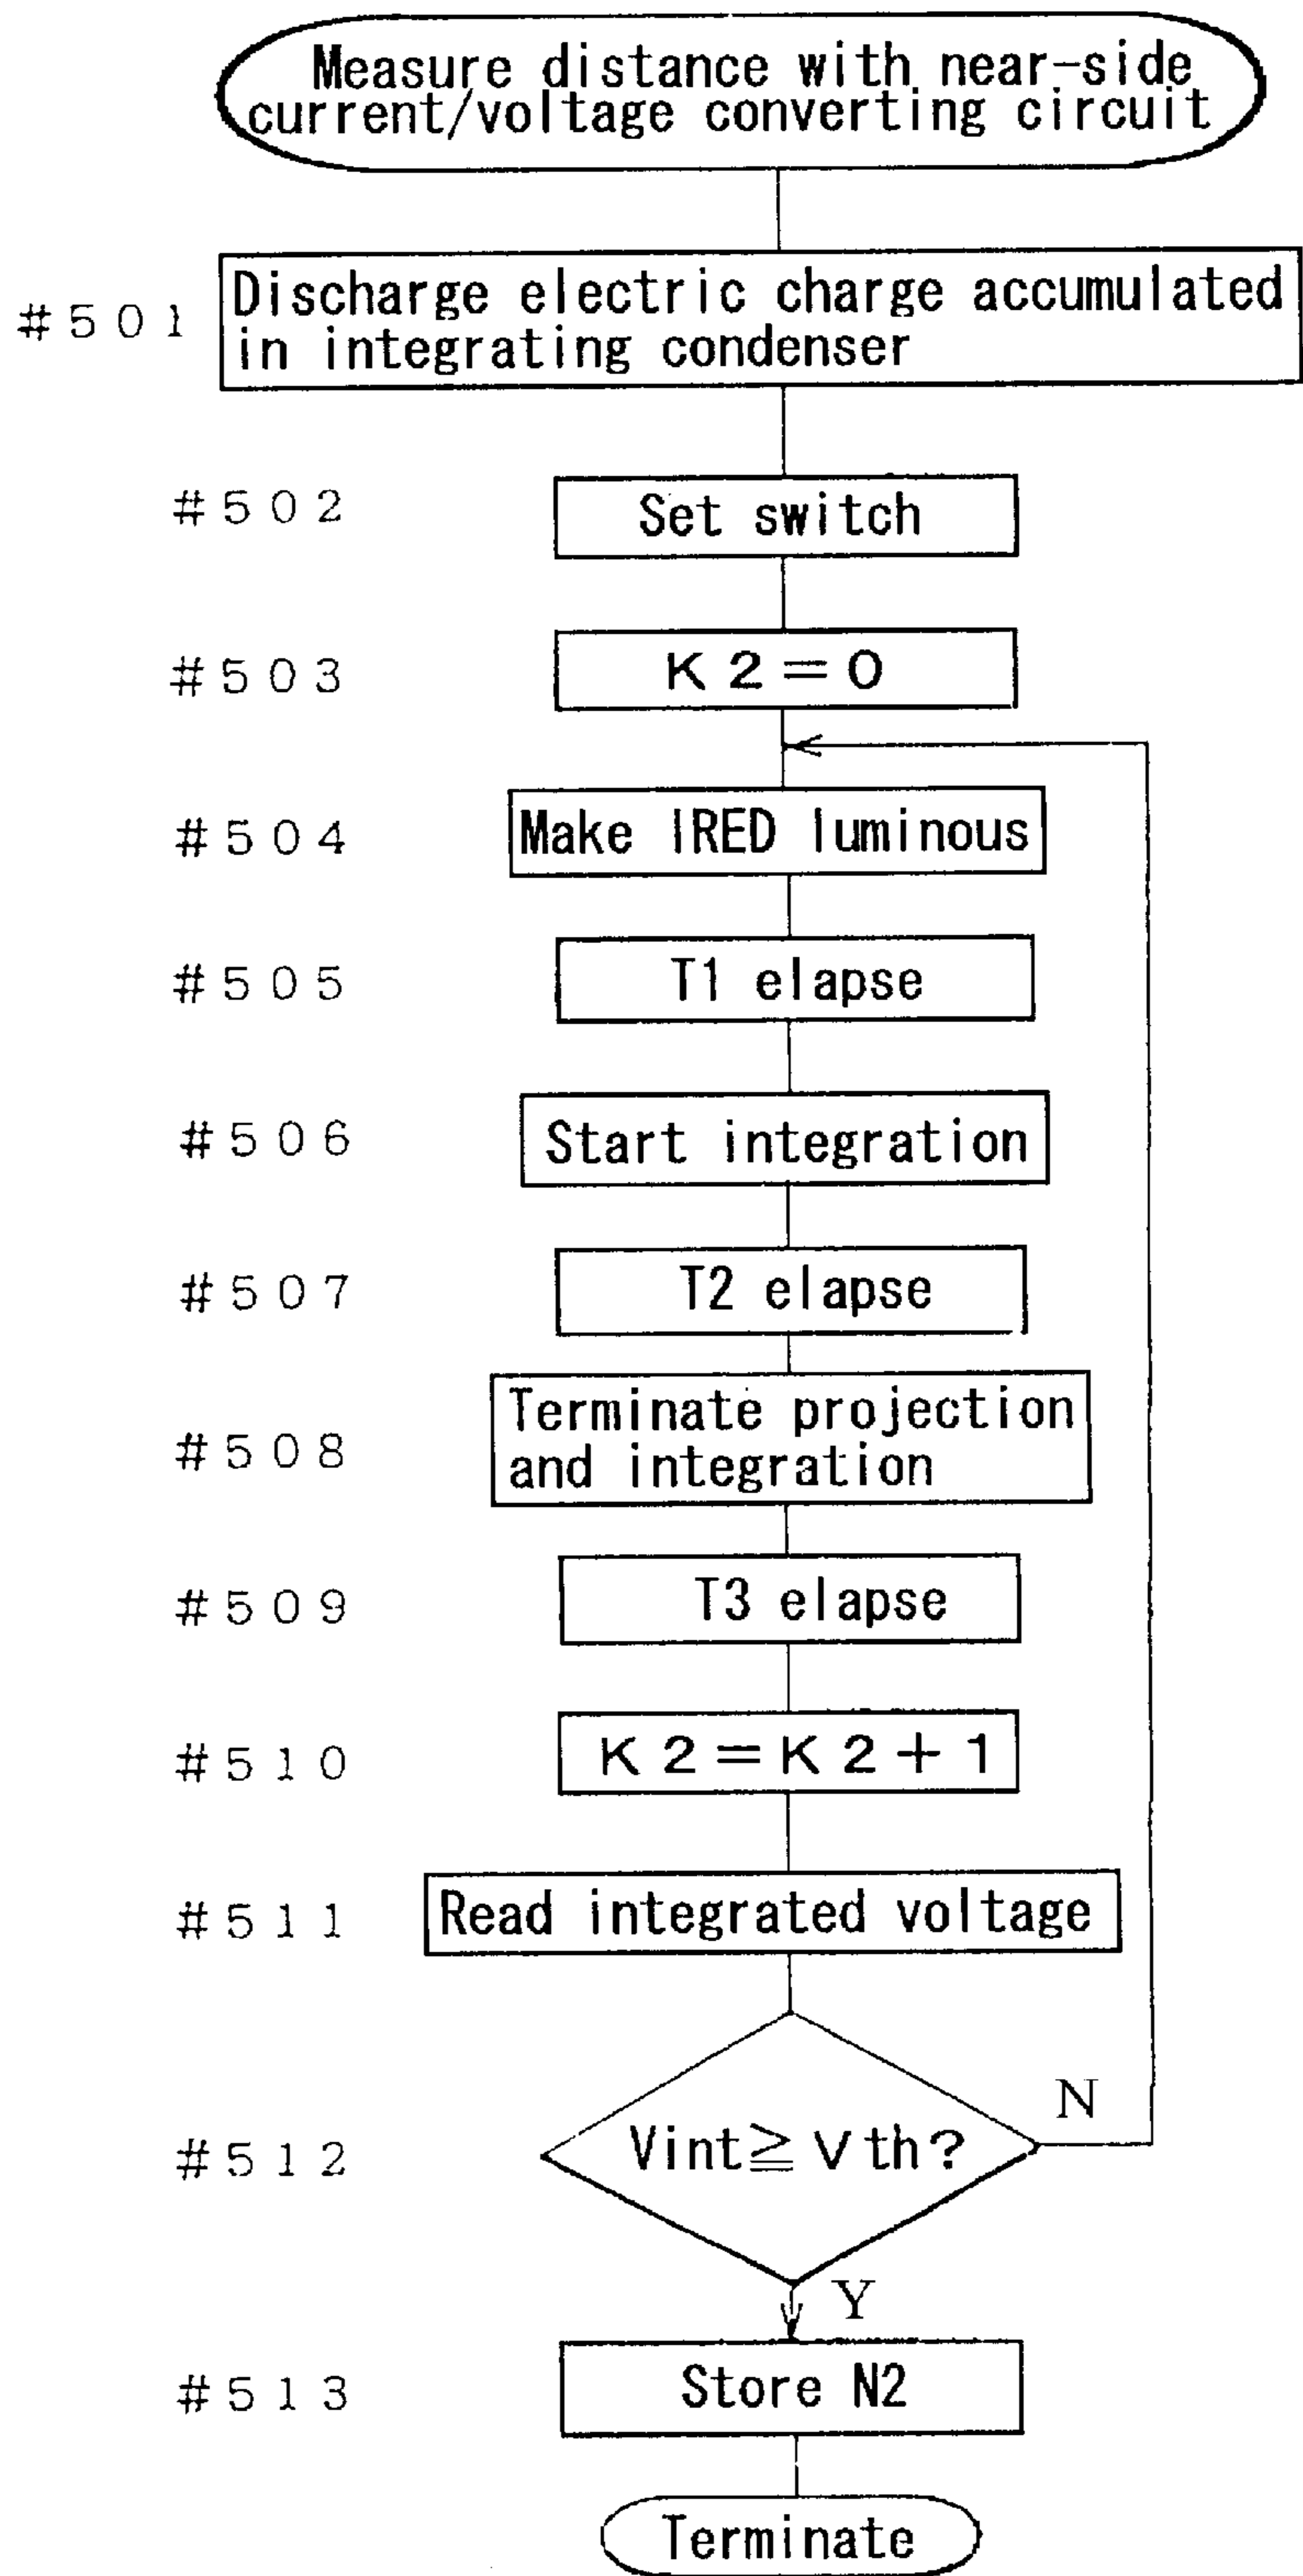 Measure distance with near-side
current/voltage converting circuit
#501
Discharge electric charge accumulated
in integrating condenser
#502
Set switch
#503
K2=0
#504
Make IRED luminous
#505
T1 elapse
#506
Start integration
#507
T2 elapse
#508
Terminate projection
and integration
#509
T3 elapse
#510
K2=K2+1
#511
Read integrated voltage
#512
Vint≧Vth?
N
Y
#513
Store N2
Terminate